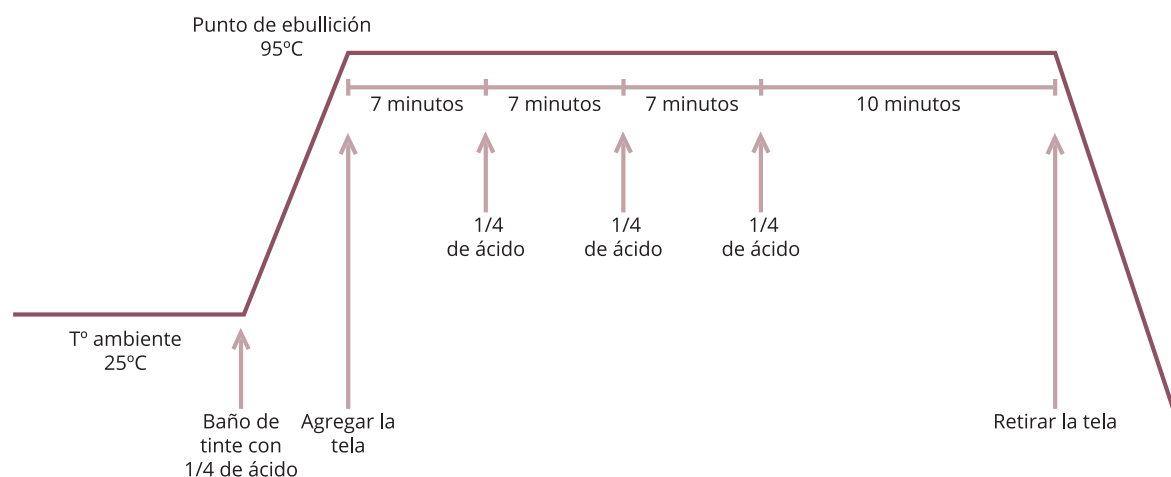 Punto de ebullición
95ºC
7 minutos
7 minutos
7 minutos
10 minutos
1/4
de ácido
1/4
de ácido
1/4
de ácido
Tº ambiente
25ºC
Baño de
tinte con
1/4 de ácido
Agregar la
tela
Retirar la tela